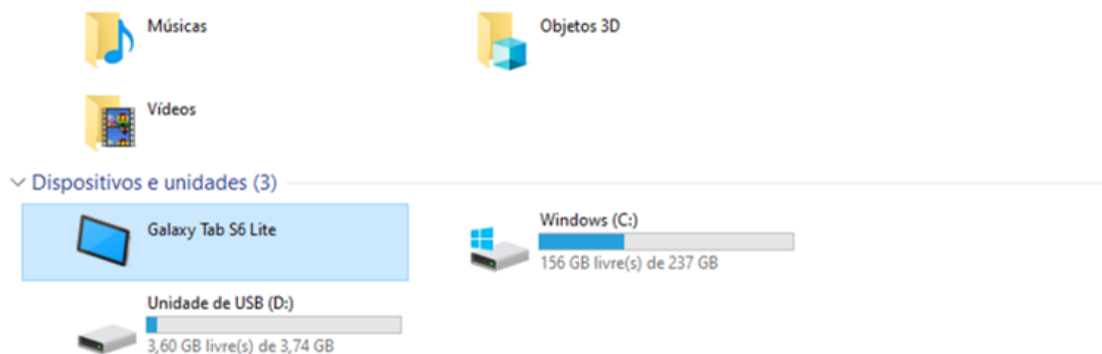 Músicas
Objetos 3D
Vídeos
Dispositivos e unidades (3)
Galaxy Tab S6 Lite
Windows (C:)
156 GB livre(s) de 237 GB
Unidade de USB (D:)
3,60 GB livre(s) de 3,74 GB